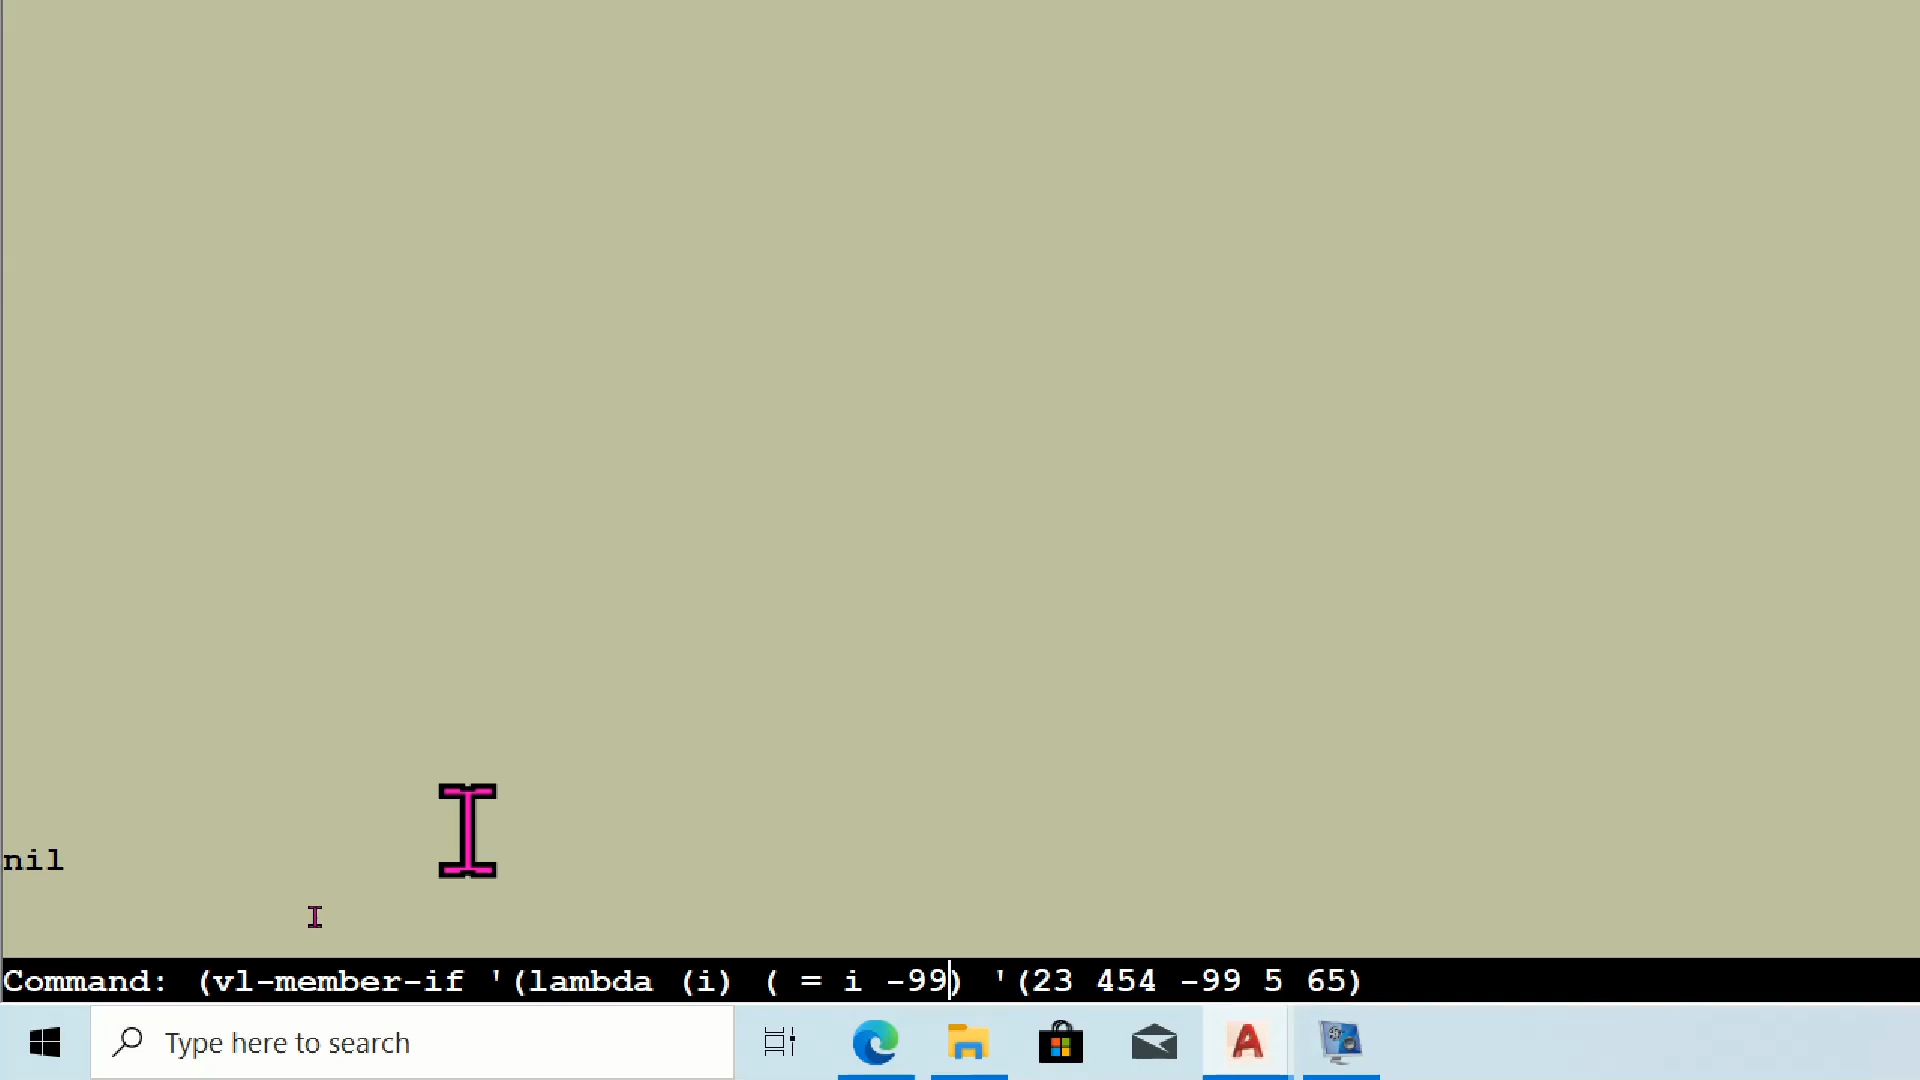 nil
Command: (vl-member-if '(lambda (i) ( = i -99) '(23 454 -99 5 65)
Type here to search